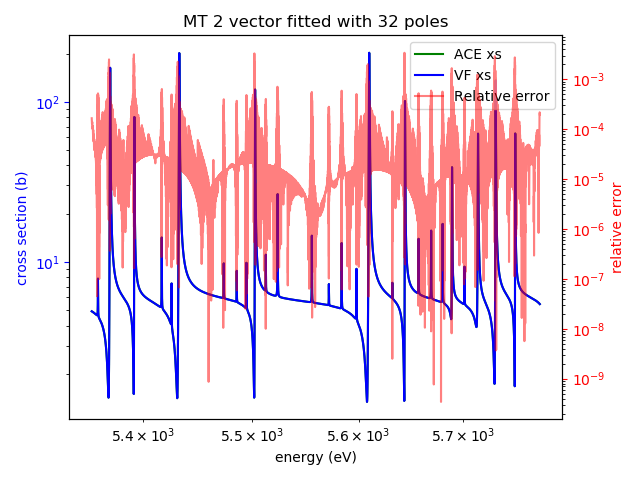 MT 2 vector fitted with 32 poles
ACE xs
VF xs
Relative error
10²
10¹
cross section (b)
10⁻³
10⁻⁴
10⁻⁵
10⁻⁶
10⁻⁷
10⁻⁸
10⁻⁹
relative error
5.4 × 10³ 5.5 × 10³ 5.6 × 10³ 5.7 × 10³
energy (eV)